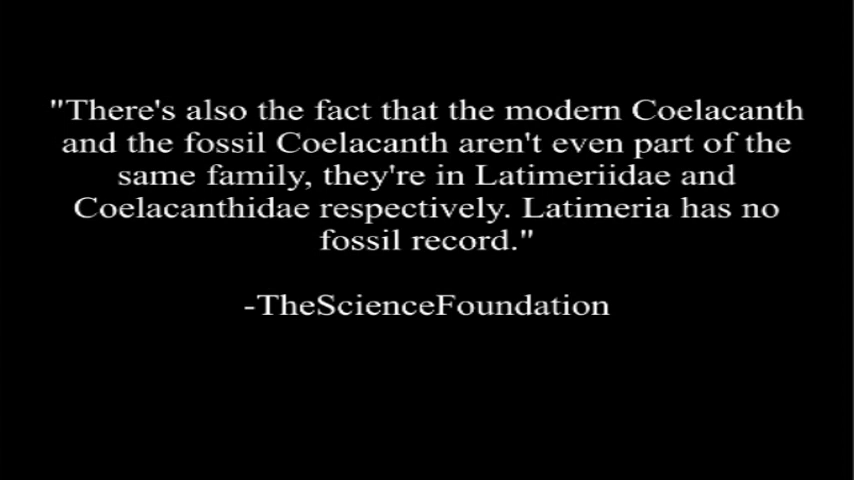 "There's also the fact that the modern Coelacanth
and the fossil Coelacanth aren't even part of the
same family, they're in Latimeriidae and
Coelacanthidae respectively. Latimeria has no
fossil record."
-TheScienceFoundation